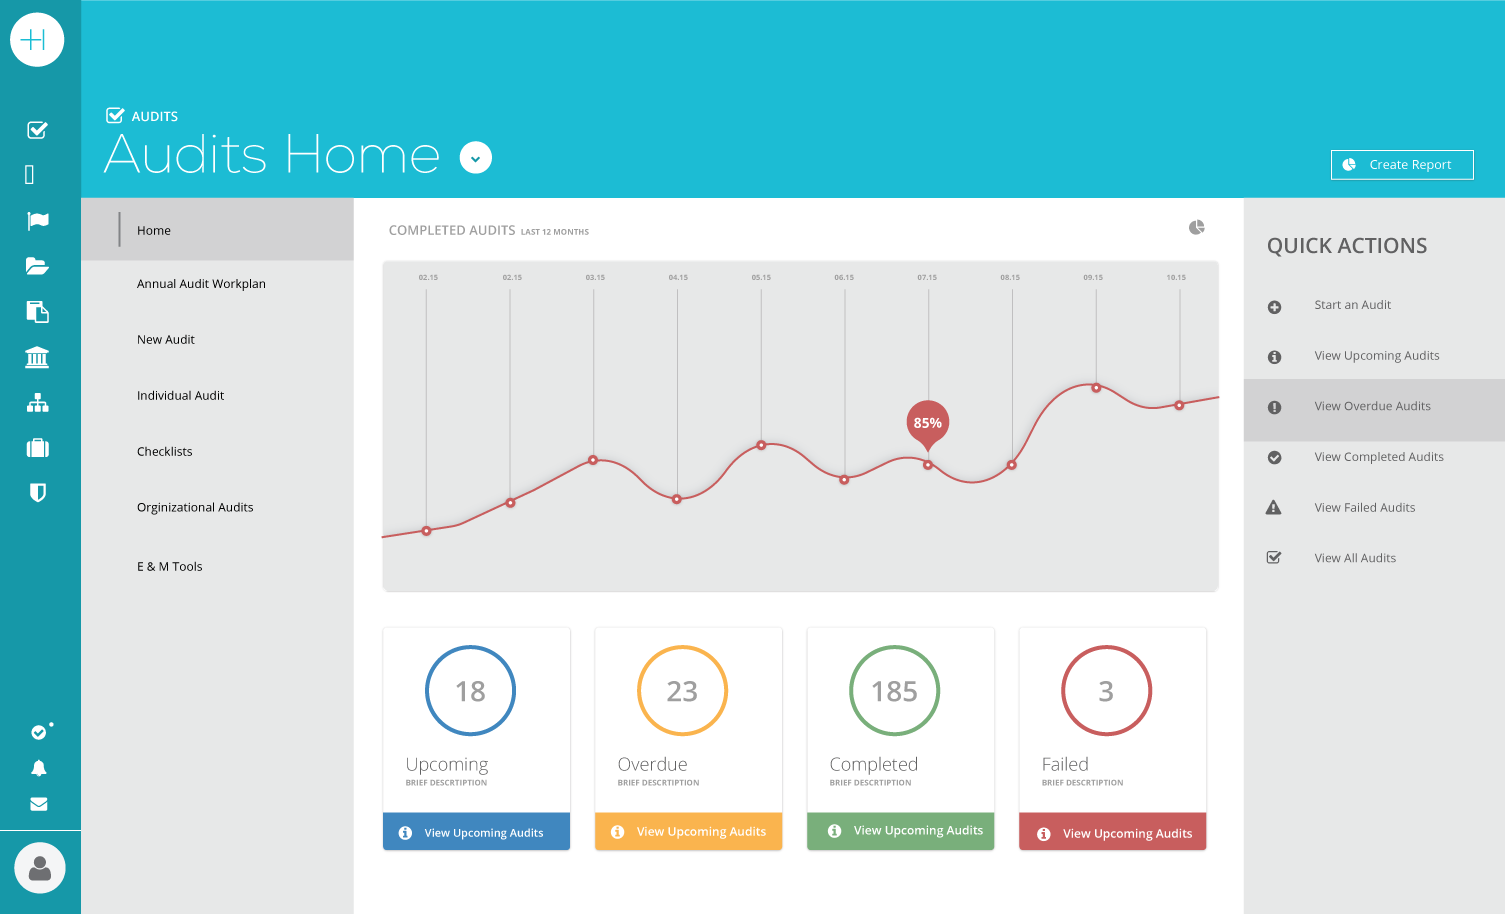 AUDITS
Audits Home
Create Report
Home
Annual Audit Workplan
New Audit
Individual Audit
Checklists
Orginizational Audits
E & M Tools
COMPLETED AUDITS LAST 12 MONTHS
02.15 02.15 03.15 04.15 05.15 06.15 07.15 08.15 09.15 10.15
85%
18
Upcoming
BRIEF DESCRTIPTION
View Upcoming Audits
23
Overdue
BRIEF DESCRTIPTION
View Upcoming Audits
185
Completed
BRIEF DESCRTIPTION
View Upcoming Audits
3
Failed
BRIEF DESCRTIPTION
View Upcoming Audits
QUICK ACTIONS
Start an Audit
View Upcoming Audits
View Overdue Audits
View Completed Audits
View Failed Audits
View All Audits